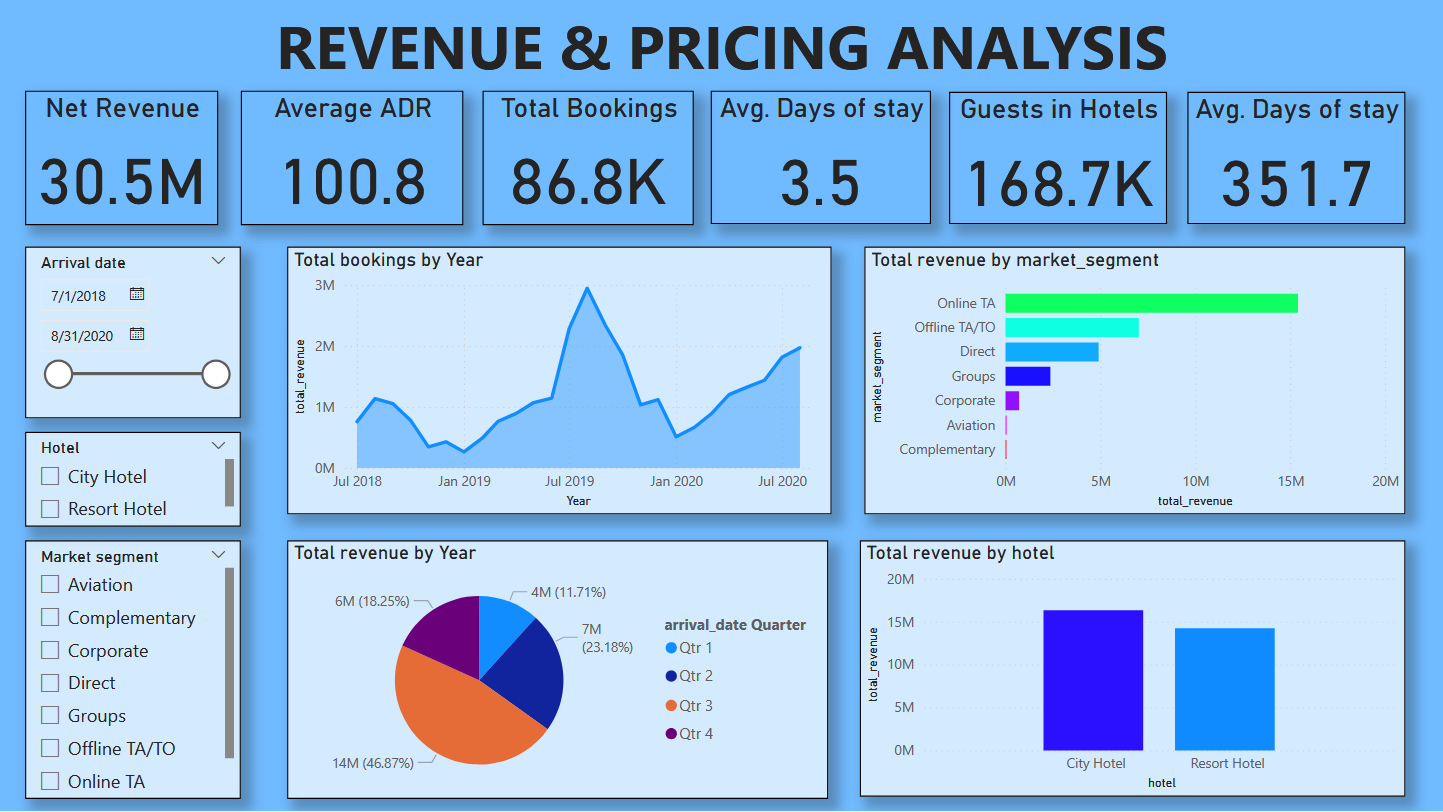 REVENUE & PRICING ANALYSIS
Net Revenue
30.5M
Average ADR
100.8
Total Bookings
86.8K
Avg. Days of stay
3.5
Guests in Hotels
168.7K
Avg. Days of stay
351.7
Arrival date
7/1/2018
8/31/2020
Hotel
City Hotel
Resort Hotel
Market segment
Aviation
Complementary
Corporate
Direct
Groups
Offline TA/TO
Online TA
Total bookings by Year
total_revenue
3M
2M
1M
0M
Jul 2018
Jan 2019
Jul 2019
Jan 2020
Jul 2020
Year
Total revenue by market_segment
market_segment
Online TA
Offline TA/TO
Direct
Groups
Corporate
Aviation
Complementary
0M
5M
10M
15M
20M
total_revenue
Total revenue by Year
4M (11.71%)
7M
(23.18%)
14M (46.87%)
6M (18.25%)
arrival_date Quarter
Qtr 1
Qtr 2
Qtr 3
Qtr 4
Total revenue by hotel
total_revenue
20M
15M
10M
5M
0M
City Hotel
Resort Hotel
hotel